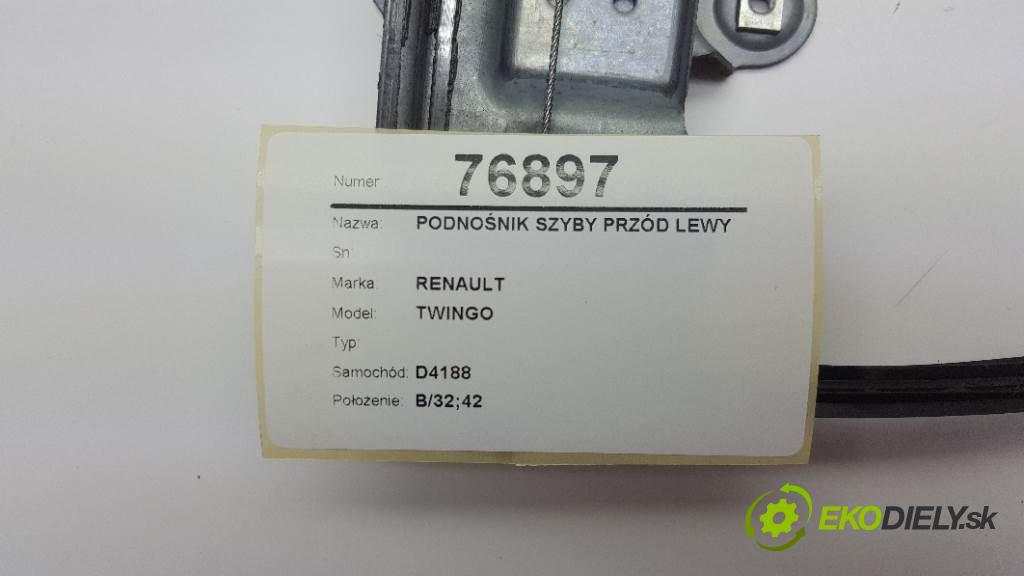 Numer: 76897
Nazwa: PODNOŚNIK SZYBY PRZÓD LEWY
Sn:
Marka: RENAULT
Model: TWINGO
Typ:
Samochód: D4188
Położenie: B/32;42
EKODIELY.sk